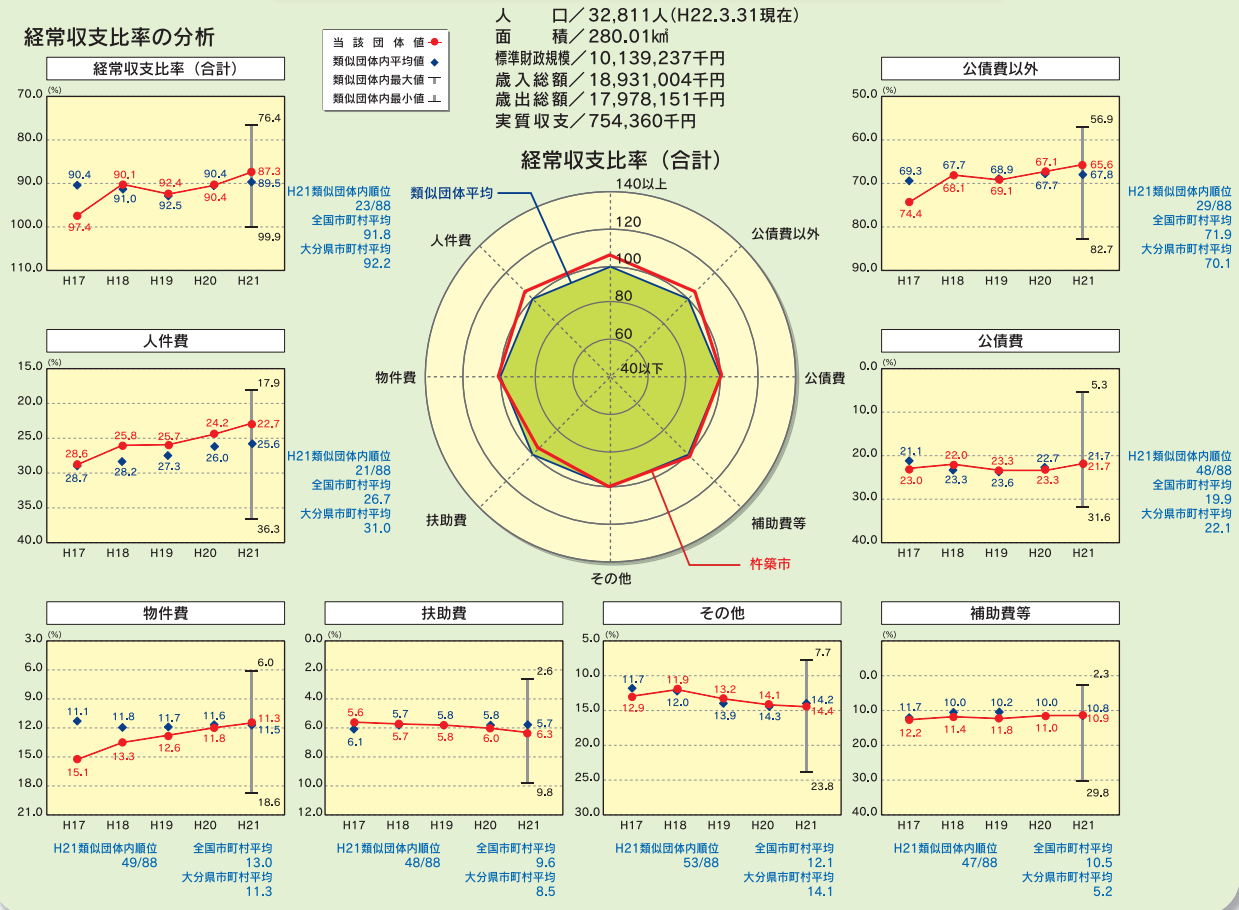 経常収支比率の分析
当該団体値
類似団体内平均値
類似団体内最大値
類似団体内最小値
人 口／32,811人(H22.3.31現在)
面 積／280.01㎢
標準財政規模／10,139,237千円
歳入総額／18,931,004千円
歳出総額／17,978,151千円
実質収支／754,360千円
経常収支比率（合計）
(%)
70.0
80.0
90.0
100.0
110.0
90.4
97.4
90.1
91.0
92.4
92.5
90.4
90.4
76.4
87.3
89.5
99.9
H17 H18 H19 H20 H21
H21類似団体内順位
23/88
全国市町村平均
91.8
大分県市町村平均
92.2
人件費
(%)
15.0
20.0
25.0
30.0
35.0
40.0
28.6
28.7
25.8
28.2
25.7
27.3
24.2
26.0
17.9
22.7
25.6
36.3
H17 H18 H19 H20 H21
H21類似団体内順位
21/88
全国市町村平均
26.7
大分県市町村平均
31.0
経常収支比率（合計）
類似団体平均
140以上
120
100
80
60
40以下
公債費以外
公債費
補助費等
その他
扶助費
物件費
人件費
杵築市
公債費以外
(%)
50.0
60.0
70.0
80.0
90.0
69.3
74.4
67.7
68.1
68.9
69.1
67.1
67.7
56.9
65.6
67.8
82.7
H17 H18 H19 H20 H21
H21類似団体内順位
29/88
全国市町村平均
71.9
大分県市町村平均
70.1
公債費
(%)
0.0
10.0
20.0
30.0
40.0
21.1
23.0
22.0
23.3
23.3
23.6
22.7
23.3
5.3
21.7
21.7
31.6
H17 H18 H19 H20 H21
H21類似団体内順位
48/88
全国市町村平均
19.9
大分県市町村平均
22.1
物件費
(%)
3.0
6.0
9.0
12.0
15.0
18.0
21.0
11.1
15.1
11.8
13.3
11.7
12.6
11.6
11.8
6.0
11.3
11.5
18.6
H17 H18 H19 H20 H21
H21類似団体内順位
49/88
全国市町村平均
13.0
大分県市町村平均
11.3
扶助費
(%)
0.0
2.0
4.0
6.0
8.0
10.0
12.0
5.6
6.1
5.7
5.7
5.8
5.8
5.8
6.0
2.6
5.7
6.3
9.8
H17 H18 H19 H20 H21
H21類似団体内順位
48/88
全国市町村平均
9.6
大分県市町村平均
8.5
その他
(%)
5.0
10.0
15.0
20.0
25.0
30.0
11.7
12.9
11.9
12.0
13.2
13.9
14.1
14.3
7.7
14.2
14.4
23.8
H17 H18 H19 H20 H21
H21類似団体内順位
53/88
全国市町村平均
12.1
大分県市町村平均
14.1
補助費等
(%)
0.0
10.0
20.0
30.0
40.0
11.7
12.2
10.0
11.4
10.2
11.8
10.0
11.0
2.3
10.8
10.9
29.8
H17 H18 H19 H20 H21
H21類似団体内順位
47/88
全国市町村平均
10.5
大分県市町村平均
5.2